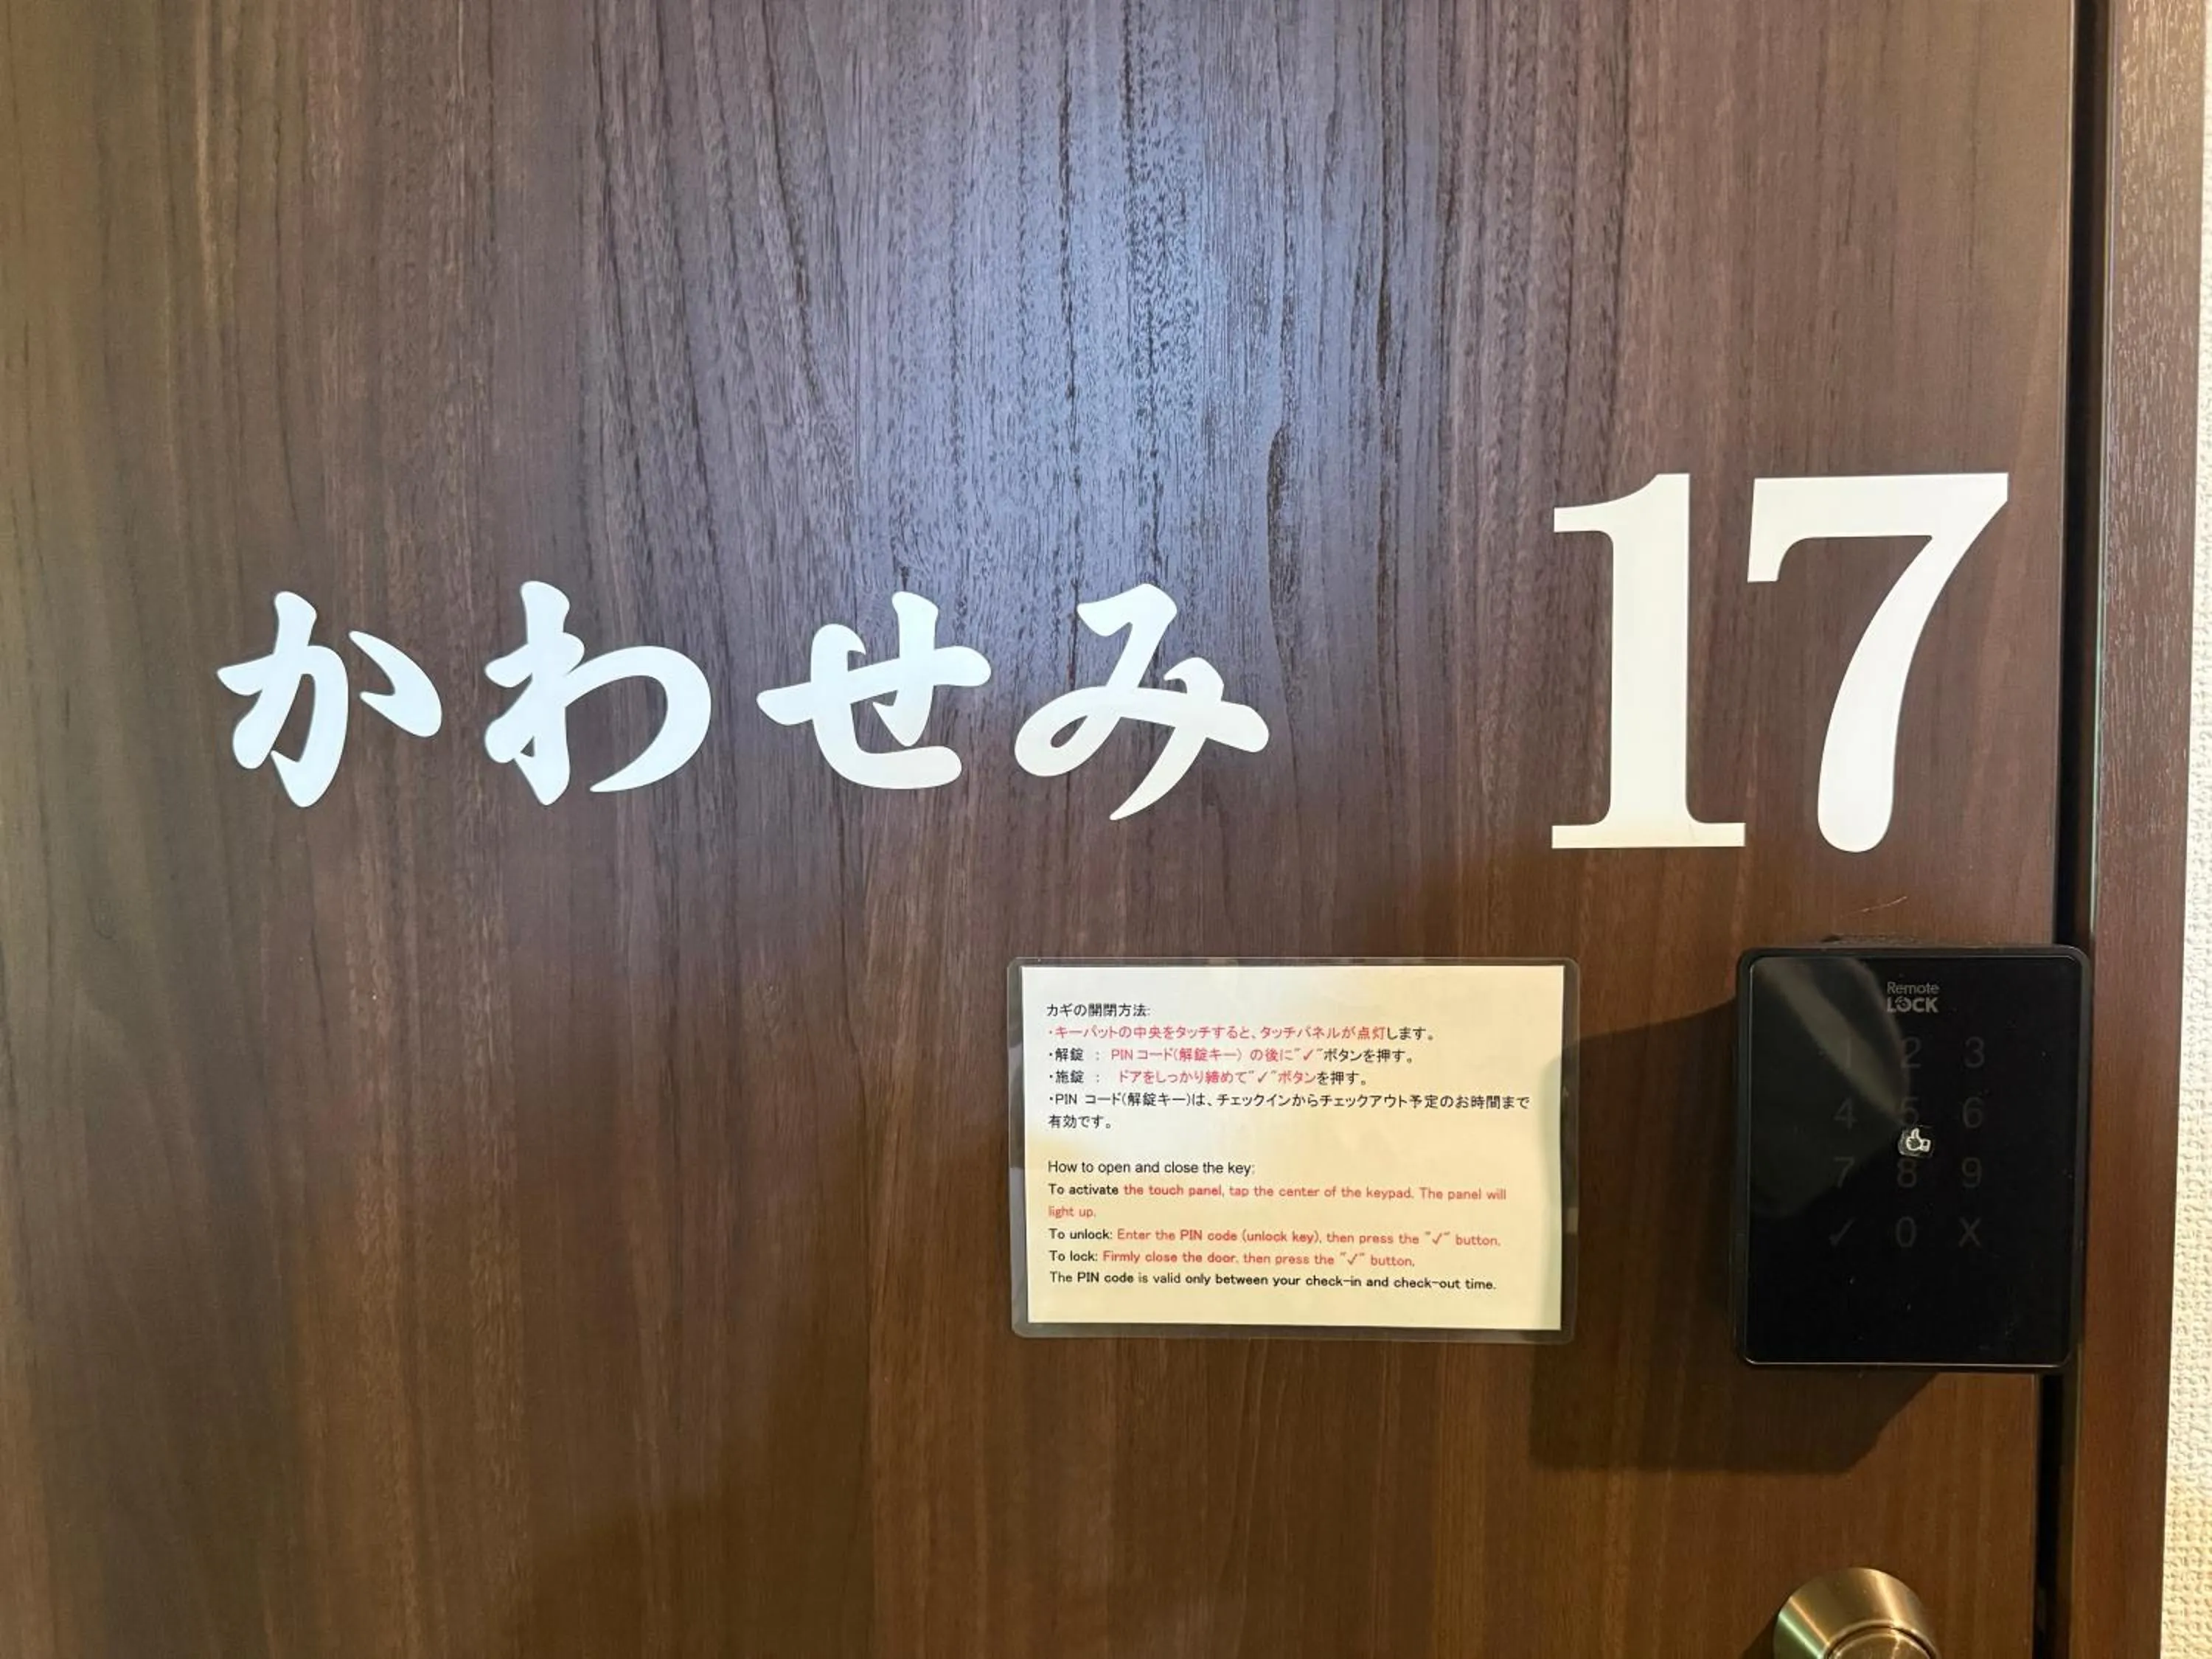 かわせみ
17
カギの開閉方法:
・キーパットの中央をタッチすると、タッチパネルが点灯します。
・解錠 : PINコード(解錠キー) の後に"✓"ボタンを押す。
・施錠 : ドアをしっかり締めて"✓"ボタンを押す。
・PIN コード(解錠キー)は、チェックインからチェックアウト予定のお時間まで
有効です。
How to open and close the key:
To activate the touch panel, tap the center of the keypad. The panel will
light up.
To unlock: Enter the PIN code (unlock key), then press the "✓" button.
To lock: Firmly close the door, then press the "✓" button.
The PIN code is valid only between your check-in and check-out time.
Remote
LOCK
2 3
4 5 6
7 8 9
✓ 0 X